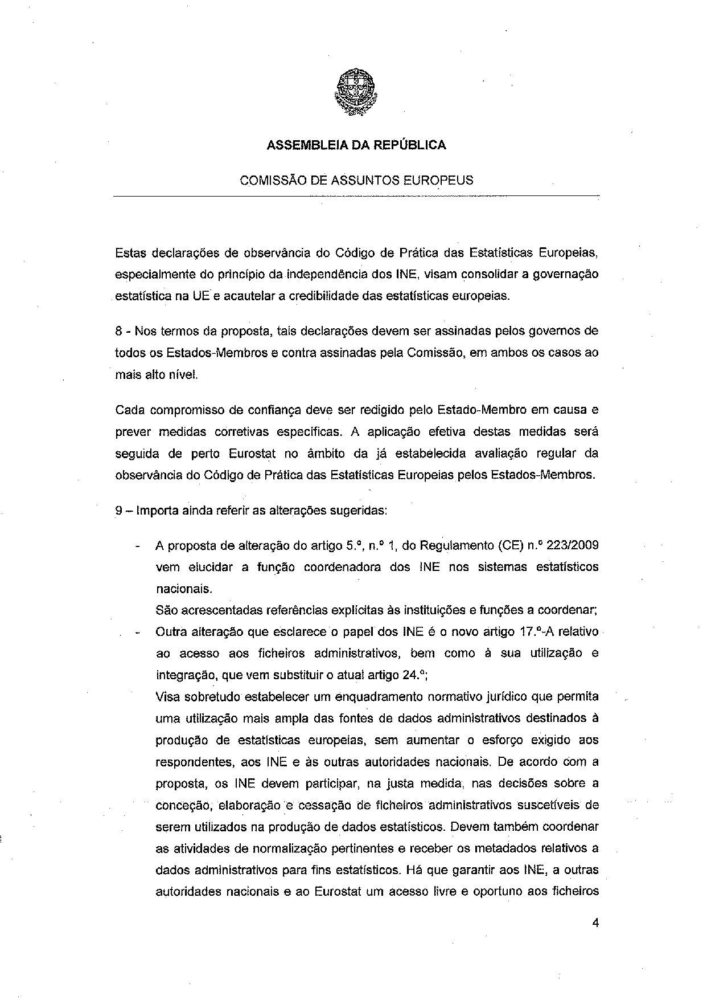 ASSEMBLEIA DA REPÚBLICA
COMISSÃO DE ASSUNTOS EUROPEUS
Estas declarações de observância do Código de Prática das Estatísticas Europeias,
especialmente do princípio da independência dos INE, visam consolidar a governação
estatística na UE e acautelar a credibilidade das estatísticas europeias.
8 - Nos termos da proposta, tais declarações devem ser assinadas pelos governos de
todos os Estados-Membros e contra assinadas pela Comissão, em ambos os casos ao
mais alto nível.
Cada compromisso de confiança deve ser redigido pelo Estado-Membro em causa e
prever medidas corretivas específicas. A aplicação efetiva destas medidas será
seguida de perto Eurostat no âmbito da já estabelecida avaliação regular da
observância do Código de Prática das Estatísticas Europeias pelos Estados-Membros.
9 – Importa ainda referir as alterações sugeridas:
- A proposta de alteração do artigo 5.º, n.º 1, do Regulamento (CE) n.º 223/2009
vem elucidar a função coordenadora dos INE nos sistemas estatísticos
nacionais.
São acrescentadas referências explícitas às instituições e funções a coordenar;
- Outra alteração que esclarece o papel dos INE é o novo artigo 17.º-A relativo
ao acesso aos ficheiros administrativos, bem como à sua utilização e
integração, que vem substituir o atual artigo 24.º;
Visa sobretudo estabelecer um enquadramento normativo jurídico que permita
uma utilização mais ampla das fontes de dados administrativos destinados à
produção de estatísticas europeias, sem aumentar o esforço exigido aos
respondentes, aos INE e às outras autoridades nacionais. De acordo com a
proposta, os INE devem participar, na justa medida, nas decisões sobre a
conceção, elaboração e cessação de ficheiros administrativos suscetíveis de
serem utilizados na produção de dados estatísticos. Devem também coordenar
as atividades de normalização pertinentes e receber os metadados relativos a
dados administrativos para fins estatísticos. Há que garantir aos INE, a outras
autoridades nacionais e ao Eurostat um acesso livre e oportuno aos ficheiros
4